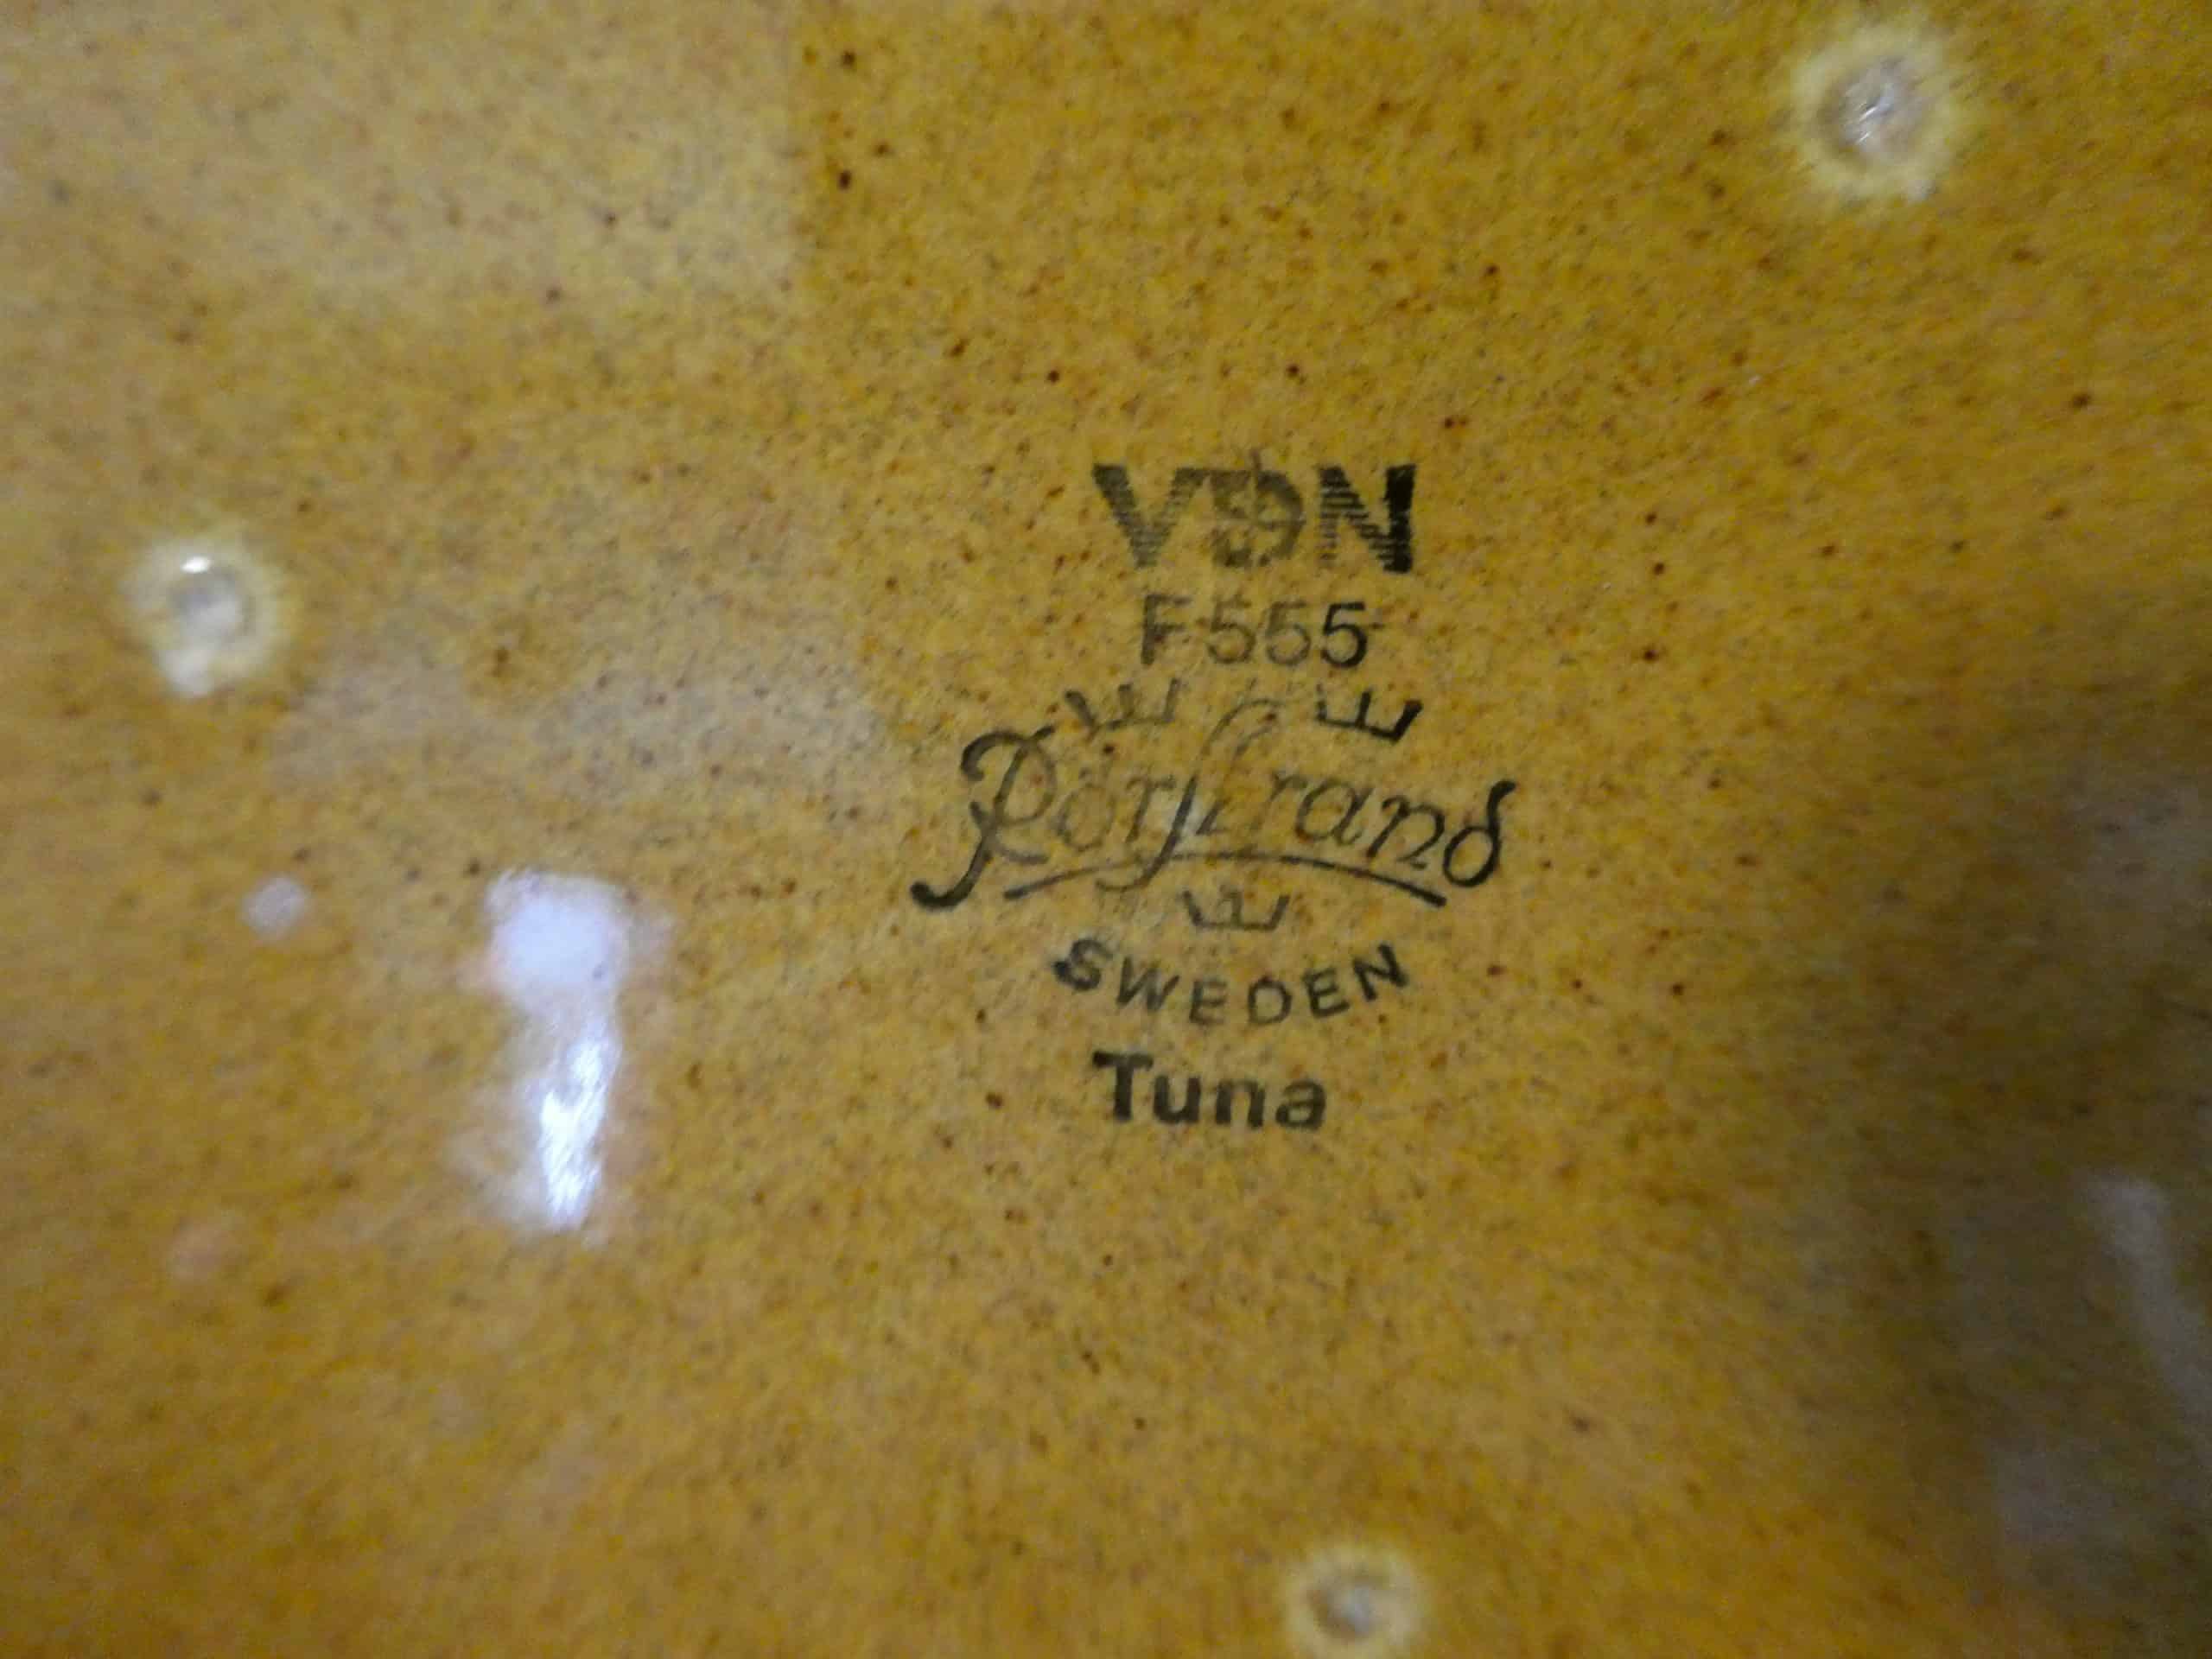 VDN
F555
Rörstrand
SWEDEN
Tuna